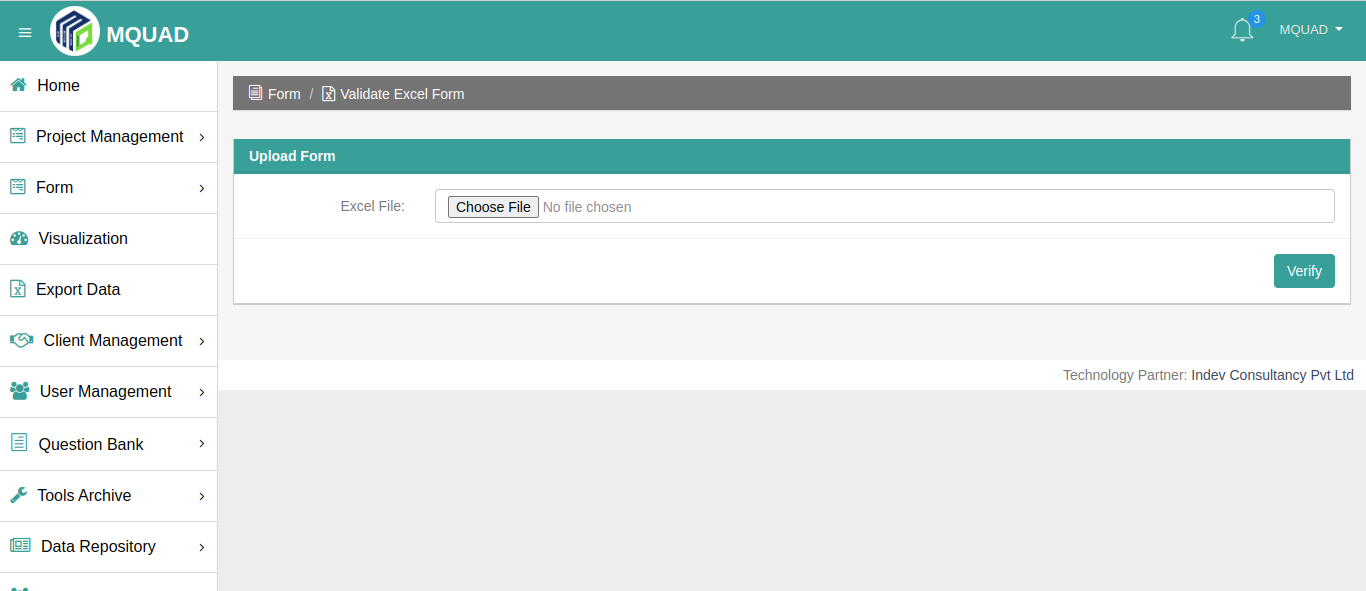 MQUAD
3
MQUAD
Home
Project Management
Form
Visualization
Export Data
Client Management
User Management
Question Bank
Tools Archive
Data Repository
Form / Validate Excel Form
Upload Form
Excel File: Choose File No file chosen
Verify
Technology Partner: Indev Consultancy Pvt Ltd